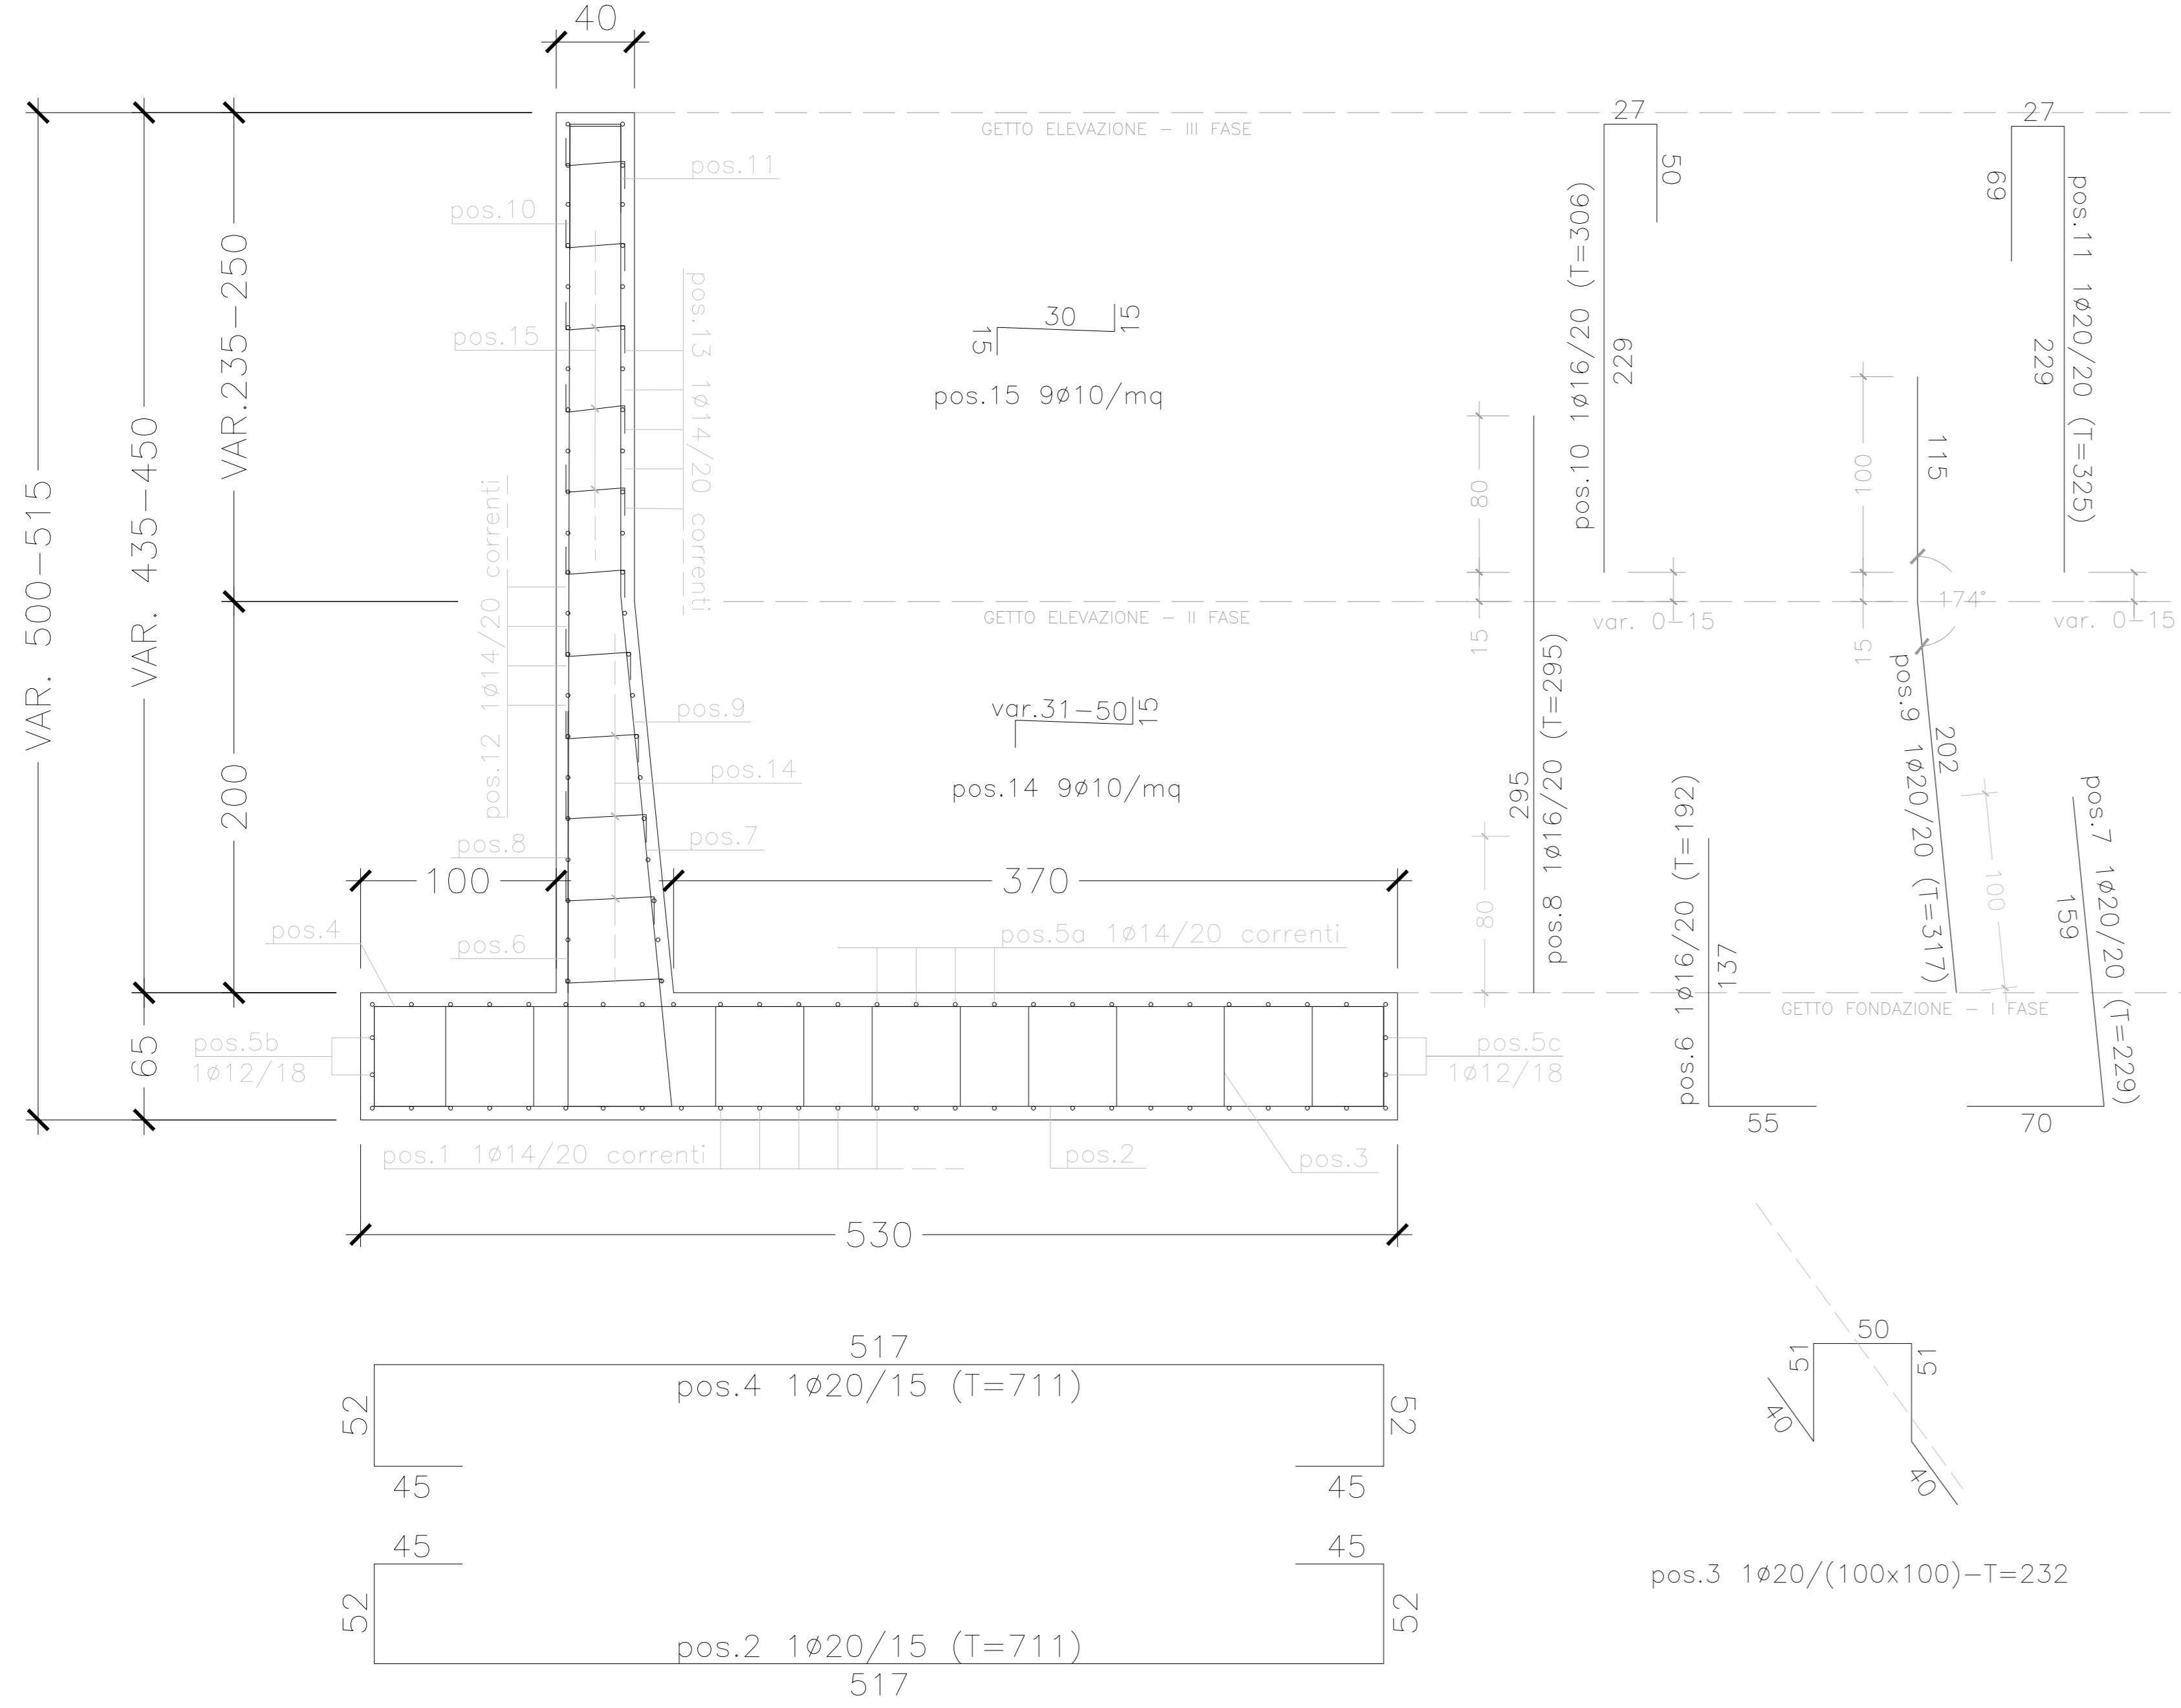 40
GETTO ELEVAZIONE – III FASE
27
27
pos.11
50
69
pos.10
pos.10 1ø16/20 (T=306)
229
pos.11 1ø20/20 (T=325)
229
VAR.235–250
VAR. 435–450
VAR. 500–515
pos.15
pos.13 1ø14/20 correnti
30
15
15
pos.15 9ø10/mq
80
15
100
15
115
174°
var. 0–15
var. 0–15
pos.12 1ø14/20 correnti
GETTO ELEVAZIONE – II FASE
pos.9
var.31–50
15
pos.14
pos.14 9ø10/mq
200
pos.8
pos.7
295
pos.8 1ø16/20 (T=295)
pos.9 1ø20/20 (T=317)
202
100
80
pos.6 1ø16/20 (T=192)
137
pos.7 1ø20/20 (T=229)
159
100
370
pos.4
pos.6
pos.5a 1ø14/20 correnti
GETTO FONDAZIONE – I FASE
65
pos.5b
1ø12/18
pos.5c
1ø12/18
55
70
pos.1 1ø14/20 correnti
pos.2
pos.3
530
517
pos.4 1ø20/15 (T=711)
52
52
45
45
50
51
51
40
40
45
45
52
52
pos.2 1ø20/15 (T=711)
517
pos.3 1ø20/(100x100)–T=232